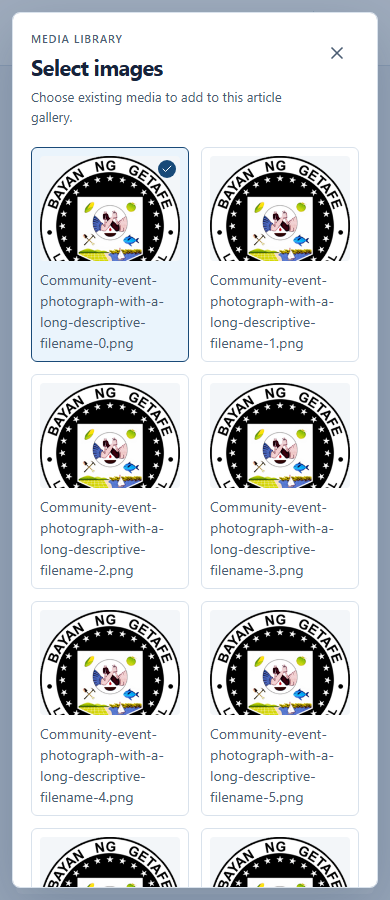 MEDIA LIBRARY
Select images
Choose existing media to add to this article
gallery.
BAYAN NG GETAFE
Community-event-
photograph-with-a-
long-descriptive-
filename-0.png
BAYAN NG GETAFE
Community-event-
photograph-with-a-
long-descriptive-
filename-1.png
BAYAN NG GETAFE
Community-event-
photograph-with-a-
long-descriptive-
filename-2.png
BAYAN NG GETAFE
Community-event-
photograph-with-a-
long-descriptive-
filename-3.png
BAYAN NG GETAFE
Community-event-
photograph-with-a-
long-descriptive-
filename-4.png
BAYAN NG GETAFE
Community-event-
photograph-with-a-
long-descriptive-
filename-5.png
BAYAN NG GETAFE
BAYAN NG GETAFE